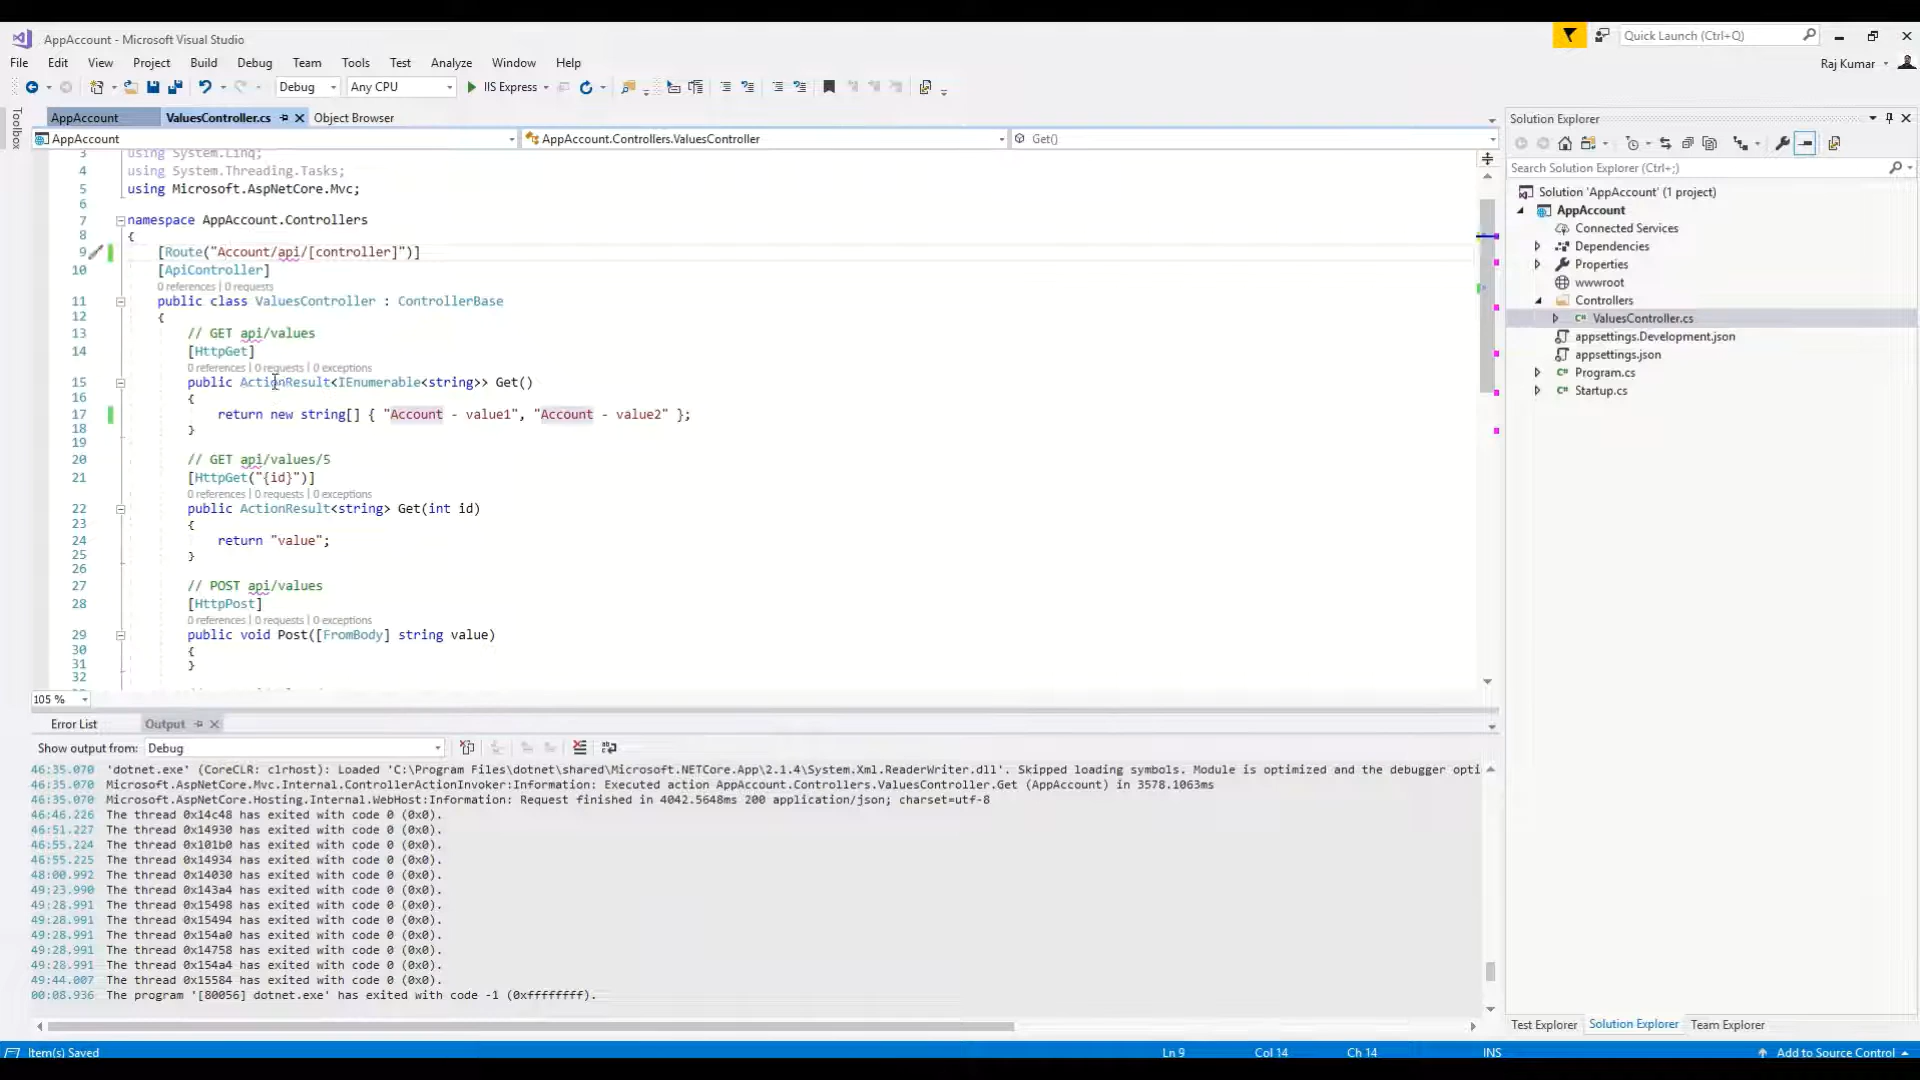 AppAccount - Microsoft Visual Studio
Quick Launch (Ctrl+Q)
File Edit View Project Build Debug Team Tools Test Analyze Window Help
Raj Kumar
Debug Any CPU IIS Express
Toolbox
AppAccount ValuesController.cs Object Browser
AppAccount AppAccount.Controllers.ValuesController Get()
3 using System.Linq;
4 using System.Threading.Tasks;
5 using Microsoft.AspNetCore.Mvc;
6
7 namespace AppAccount.Controllers
8 {
9 [Route("Account/api/[controller]")]
10 [ApiController]
0 references | 0 requests
11 public class ValuesController : ControllerBase
12 {
13 // GET api/values
14 [HttpGet]
0 references | 0 requests | 0 exceptions
15 public ActionResult<IEnumerable<string>> Get()
16 {
17 return new string[] { "Account - value1", "Account - value2" };
18 }
19
20 // GET api/values/5
21 [HttpGet("{id}")]
0 references | 0 requests | 0 exceptions
22 public ActionResult<string> Get(int id)
23 {
24 return "value";
25 }
26
27 // POST api/values
28 [HttpPost]
0 references | 0 requests | 0 exceptions
29 public void Post([FromBody] string value)
30 {
31 }
32
105 %
Error List Output
Show output from: Debug
46:35.070 'dotnet.exe' (CoreCLR: clrhost): Loaded 'C:\Program Files\dotnet\shared\Microsoft.NETCore.App\2.1.4\System.Xml.ReaderWriter.dll'. Skipped loading symbols. Module is optimized and the debugger opti
46:35.070 Microsoft.AspNetCore.Mvc.Internal.ControllerActionInvoker:Information: Executed action AppAccount.Controllers.ValuesController.Get (AppAccount) in 3578.1063ms
46:35.070 Microsoft.AspNetCore.Hosting.Internal.WebHost:Information: Request finished in 4042.5648ms 200 application/json; charset=utf-8
46:46.226 The thread 0x14c48 has exited with code 0 (0x0).
46:51.227 The thread 0x14930 has exited with code 0 (0x0).
46:55.224 The thread 0x101b0 has exited with code 0 (0x0).
46:55.225 The thread 0x14934 has exited with code 0 (0x0).
48:00.992 The thread 0x14030 has exited with code 0 (0x0).
49:23.990 The thread 0x143a4 has exited with code 0 (0x0).
49:28.991 The thread 0x15498 has exited with code 0 (0x0).
49:28.991 The thread 0x15494 has exited with code 0 (0x0).
49:28.991 The thread 0x154a0 has exited with code 0 (0x0).
49:28.991 The thread 0x14758 has exited with code 0 (0x0).
49:28.991 The thread 0x154a4 has exited with code 0 (0x0).
49:44.007 The thread 0x15584 has exited with code 0 (0x0).
00:08.936 The program '[80056] dotnet.exe' has exited with code -1 (0xffffffff).
Solution Explorer
Search Solution Explorer (Ctrl+;)
Solution 'AppAccount' (1 project)
AppAccount
Connected Services
Dependencies
Properties
wwwroot
Controllers
C# ValuesController.cs
appsettings.Development.json
appsettings.json
C# Program.cs
C# Startup.cs
Test Explorer Solution Explorer Team Explorer
Item(s) Saved Ln 9 Col 14 Ch 14 INS Add to Source Control